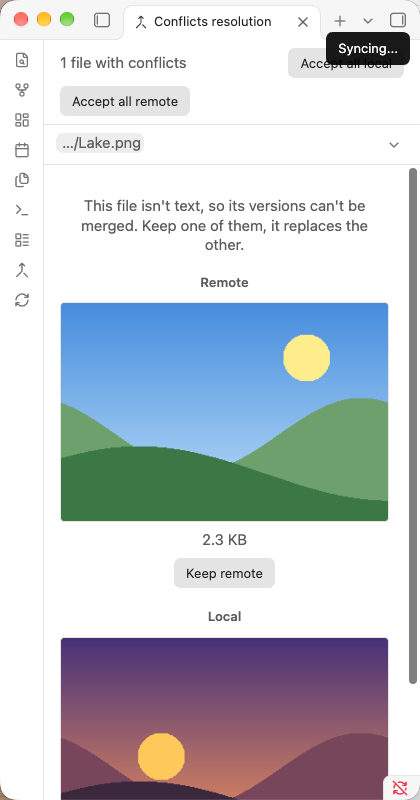 Conflicts resolution
Syncing...
1 file with conflicts
Accept all local
Accept all remote
.../Lake.png
This file isn't text, so its versions can't be
merged. Keep one of them, it replaces the
other.
Remote
2.3 KB
Keep remote
Local